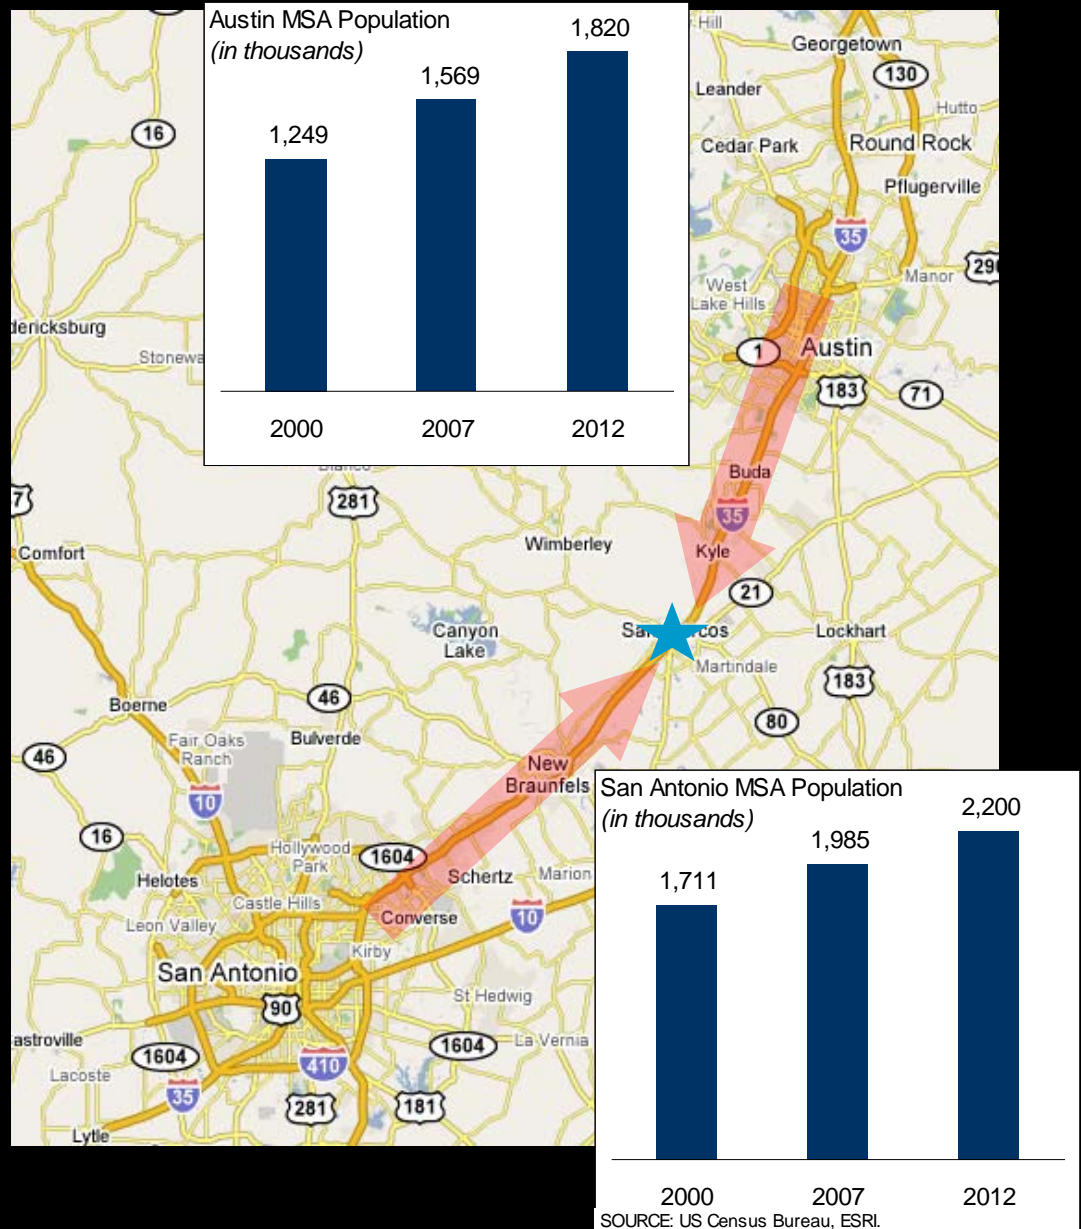 Austin MSA Population
(in thousands)
1,249
1,569
1,820
2000
2007
2012
Hill
Georgetown
130
Leander
Hutto
16
Cedar Park
Round Rock
Pflugerville
35
290
Manor
West
Lake Hills
dericksburg
Stonewa
1
Austin
183
71
Blanco
Buda
281
35
Wimberley
Kyle
Comfort
21
Canyon
Lake
Lockhart
Martindale
183
46
Boerne
80
Fair Oaks
Ranch
Bulverde
46
New
Braunfels
10
16
Hollywood
Park
1604
Helotes
Schertz
Marion
Castle Hills
Leon Valley
Converse
10
Kirby
San Antonio
90
St Hedwig
astroville
1604
1604
La Vernia
Lacoste
410
35
281
181
Lytle
San Antonio MSA Population
(in thousands)
1,711
1,985
2,200
2000
2007
2012
SOURCE: US Census Bureau, ESRI.